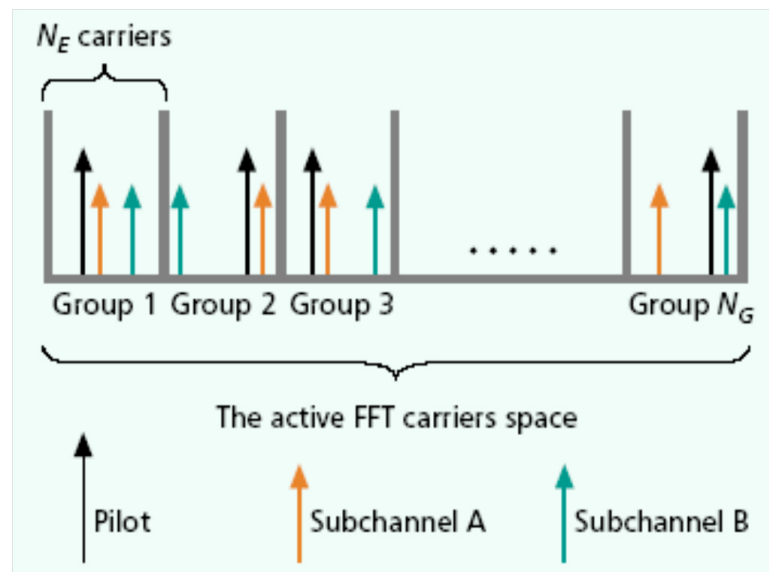 N_E carriers
Group 1 Group 2 Group 3 ..... Group N_G
The active FFT carriers space
Pilot Subchannel A Subchannel B